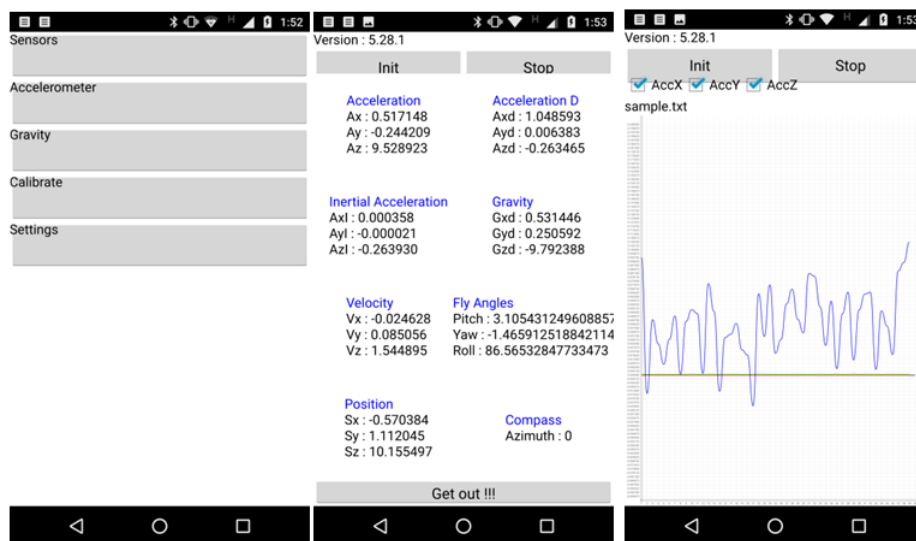 1:52
Sensors
Accelerometer
Gravity
Calibrate
Settings
1:53
Version : 5.28.1
Init
Stop
Acceleration
Ax : 0.517148
Ay : -0.244209
Az : 9.528923
Acceleration D
Axd : 1.048593
Ayd : 0.006383
Azd : -0.263465
Inertial Acceleration
AxI : 0.000358
AyI : -0.000021
AzI : -0.263930
Gravity
Gxd : 0.531446
Gyd : 0.250592
Gzd : -9.792388
Velocity
Vx : -0.024628
Vy : 0.085056
Vz : 1.544895
Fly Angles
Pitch : 3.105431249608857
Yaw : -1.465912518842114
Roll : 86.56532847733473
Position
Sx : -0.570384
Sy : 1.112045
Sz : 10.155497
Compass
Azimuth : 0
Get out !!!
1:53
Version : 5.28.1
Init
Stop
AccX
AccY
AccZ
sample.txt